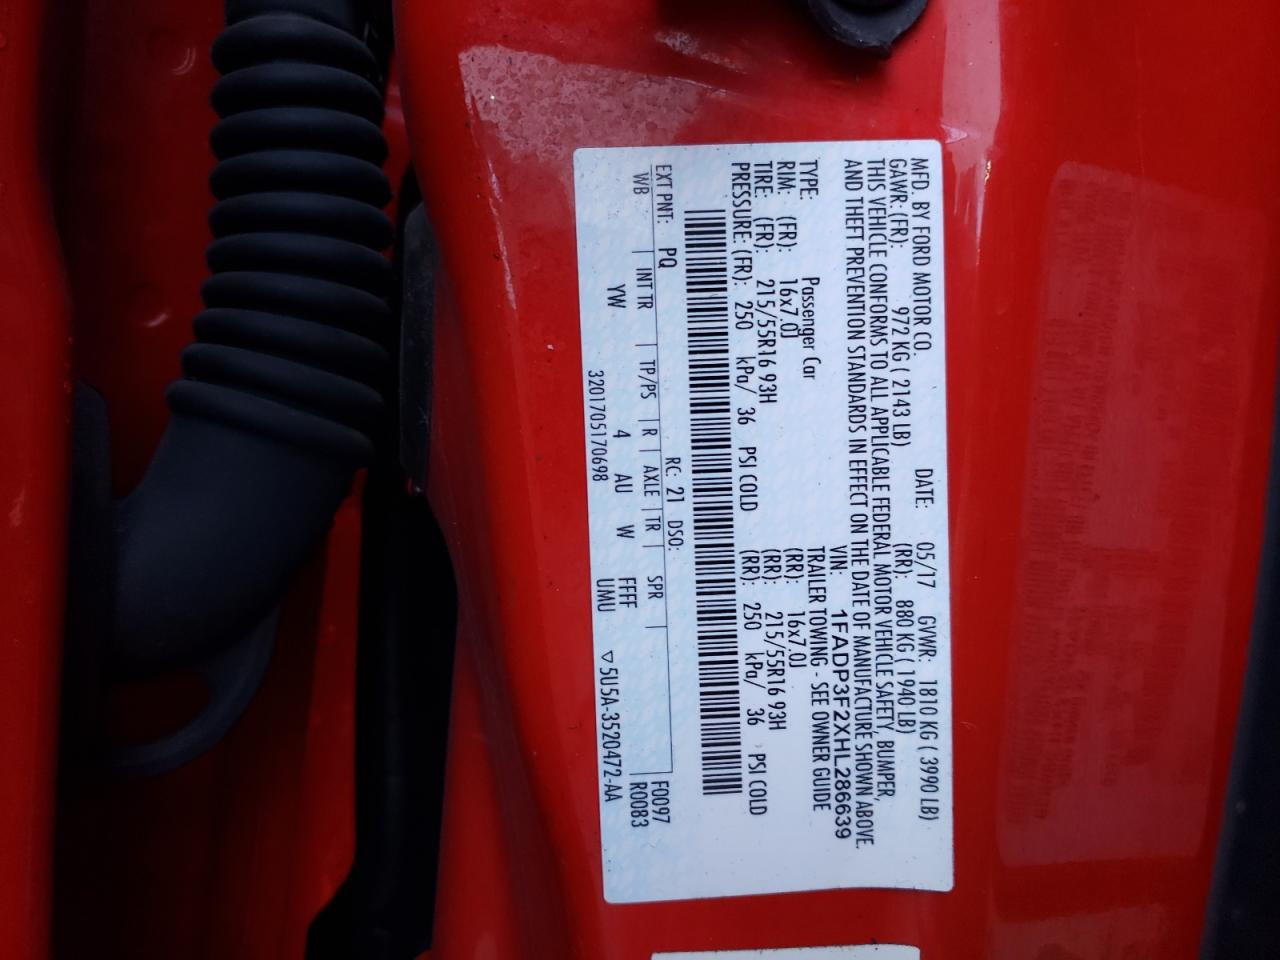 MFD. BY FORD MOTOR CO. DATE: 05/17 GVWR: 1810 KG ( 3990 LB)
GAWR: (FR): 972 KG ( 2143 LB) (RR): 880 KG ( 1940 LB)
THIS VEHICLE CONFORMS TO ALL APPLICABLE FEDERAL MOTOR VEHICLE SAFETY, BUMPER,
AND THEFT PREVENTION STANDARDS IN EFFECT ON THE DATE OF MANUFACTURE SHOWN ABOVE.
VIN: 1FADP3F2XHL286639
TYPE: Passenger Car TRAILER TOWING - SEE OWNER GUIDE
RIM: (FR): 16x7.0J (RR): 16x7.0J
TIRE: (FR): 215/55R16 93H (RR): 215/55R16 93H
PRESSURE: (FR): 250 kPa/ 36 PSI COLD (RR): 250 kPa/ 36 PSI COLD
EXT PNT: PQ RC: 21 DSO: F0097
WB INT TR TP/PS R AXLE TR SPR R0083
YW 4 AU W FFFF
UMU
3201705170698 ▽5U5A-3520472-AA